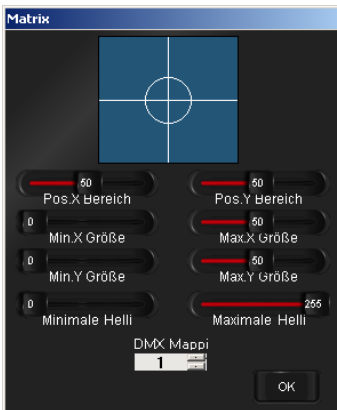 Matrix
50 50
Pos.X Bereich Pos.Y Bereich
0 50
Min.X Größe Max.X Größe
0 50
Min.Y Größe Max.Y Größe
0 255
Minimale Helli Maximale Helli
DMX Mappi
1
OK